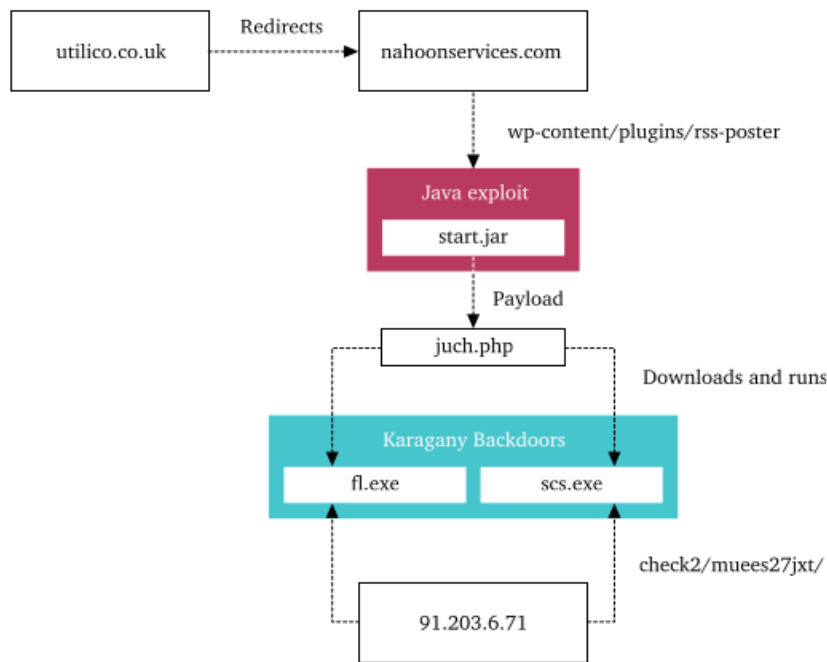 utilico.co.uk
Redirects
nahoonservices.com
wp-content/plugins/rss-poster
Java exploit
start.jar
Payload
juch.php
Downloads and runs
Karagany Backdoors
fl.exe
scs.exe
check2/muees27jxt/
91.203.6.71